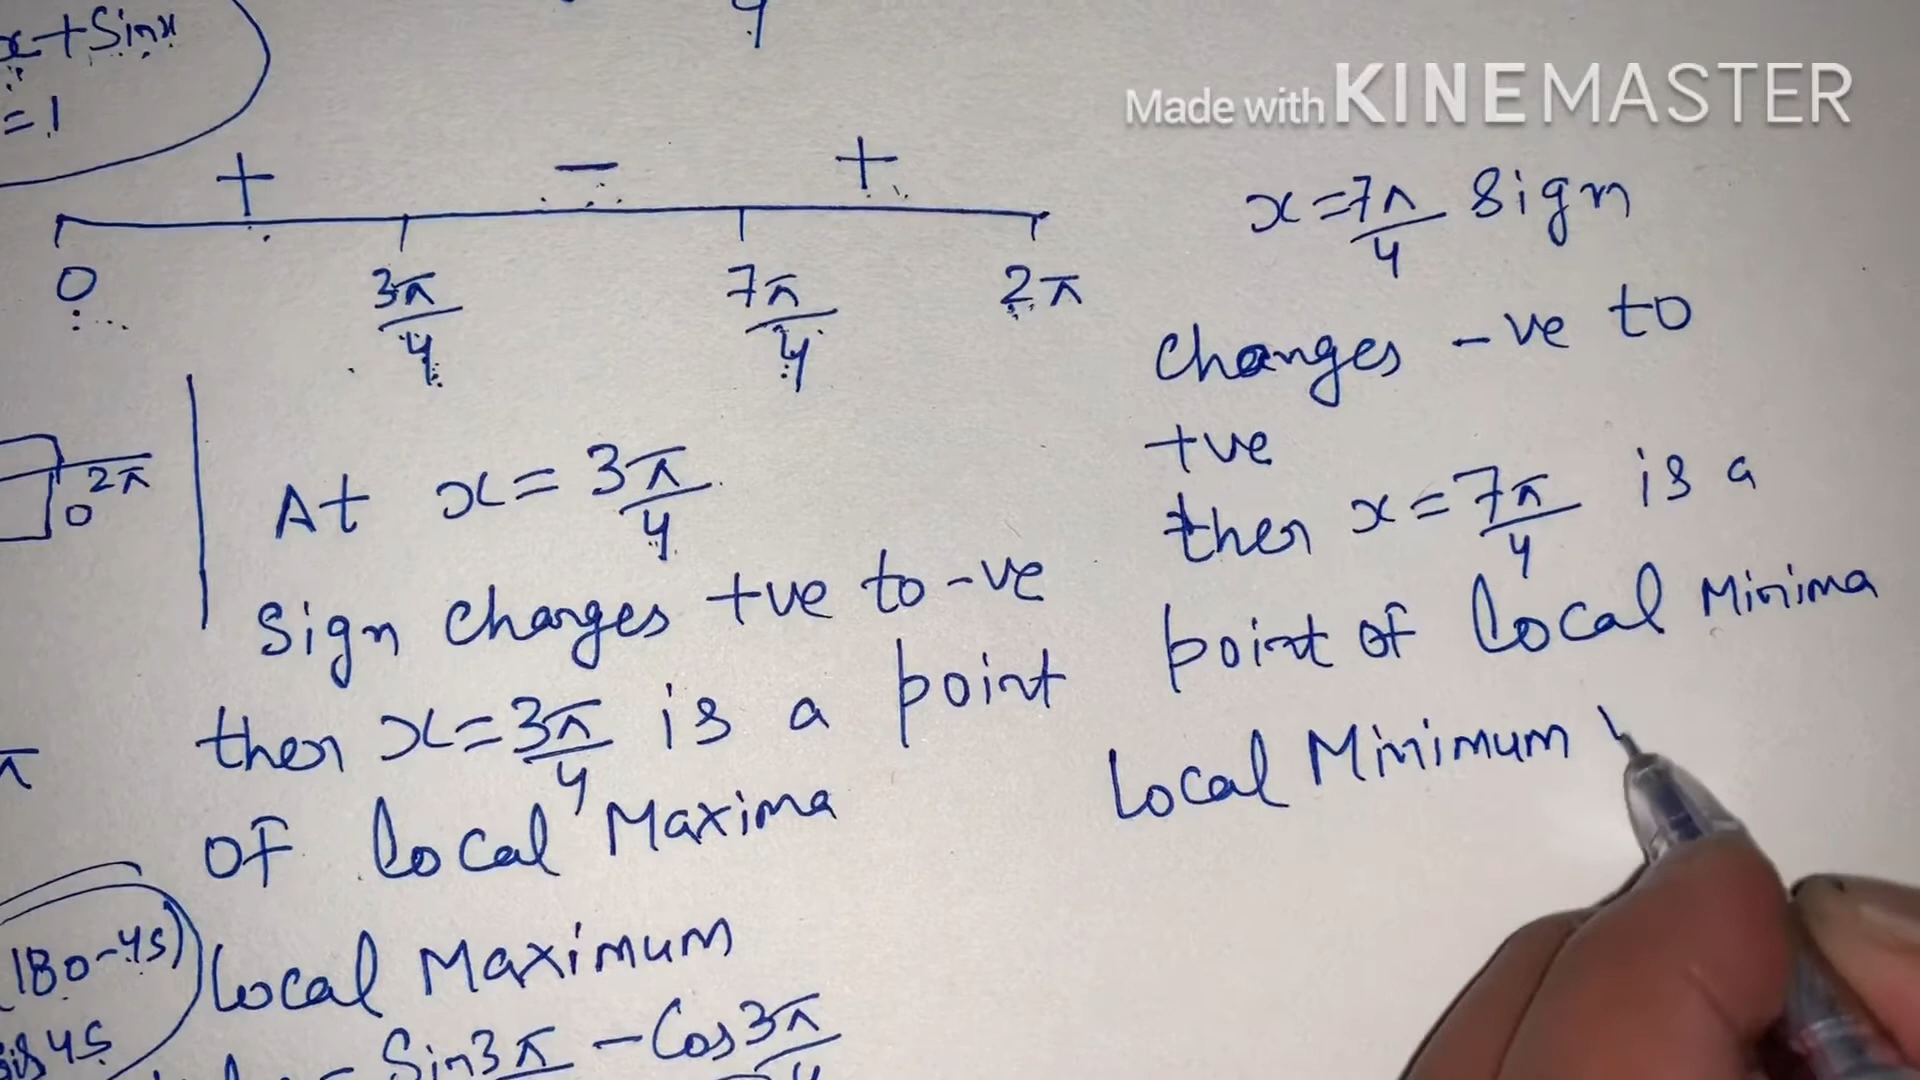 x+Sinx
=1
Made with KINEMASTER
+ − +
0 3π/4 7π/4 2π
x=7π/4 Sign
changes -ve to
+ve
then x=7π/4 is a
point of local Minima
Local Minimum
0 2π
At x=3π/4
Sign changes +ve to -ve
then x=3π/4 is a point
of local Maxima
Local Maximum
= Sin3π −Cos3π/4
180-45)
45
π